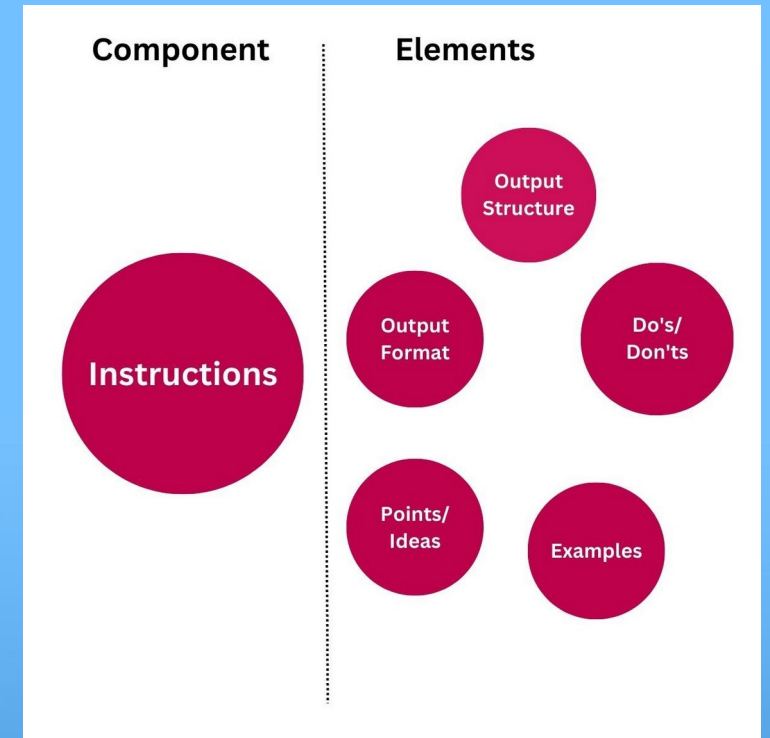 Component
Elements
Output
Structure
Output
Format
Do's/
Don'ts
Instructions
Points/
Ideas
Examples